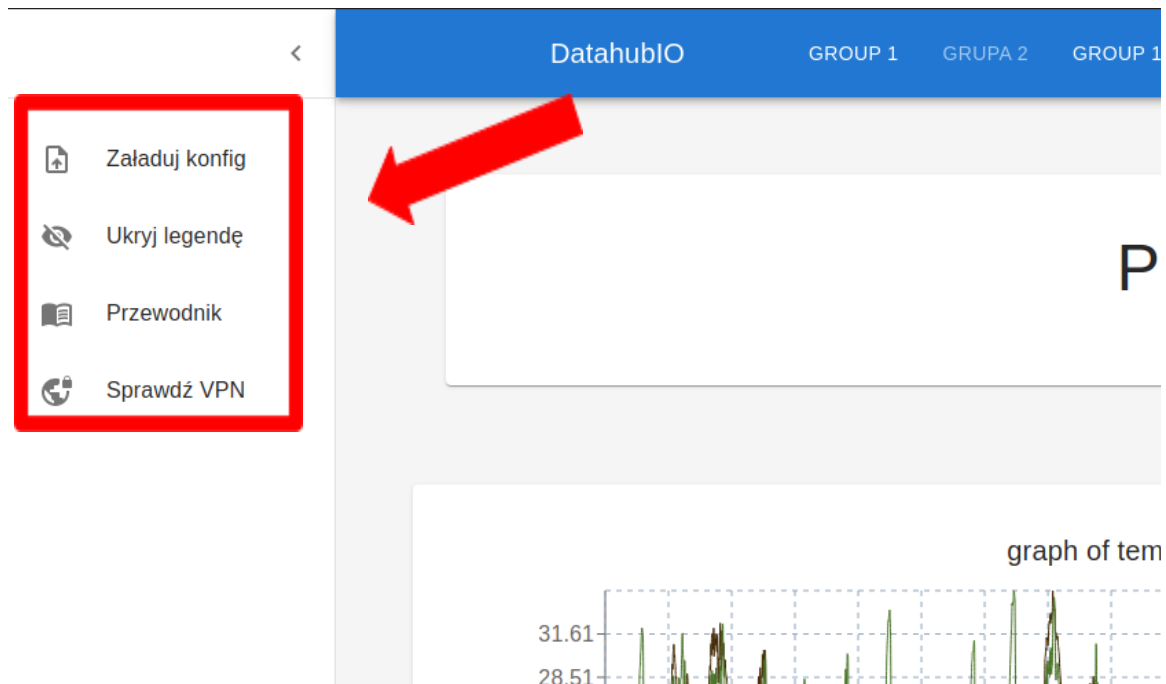 DatahubIO
GROUP 1
GRUPA 2
GROUP 1
Załaduj konfig
Ukryj legendę
Przewodnik
Sprawdź VPN
P
graph of tem
31.61
28.51